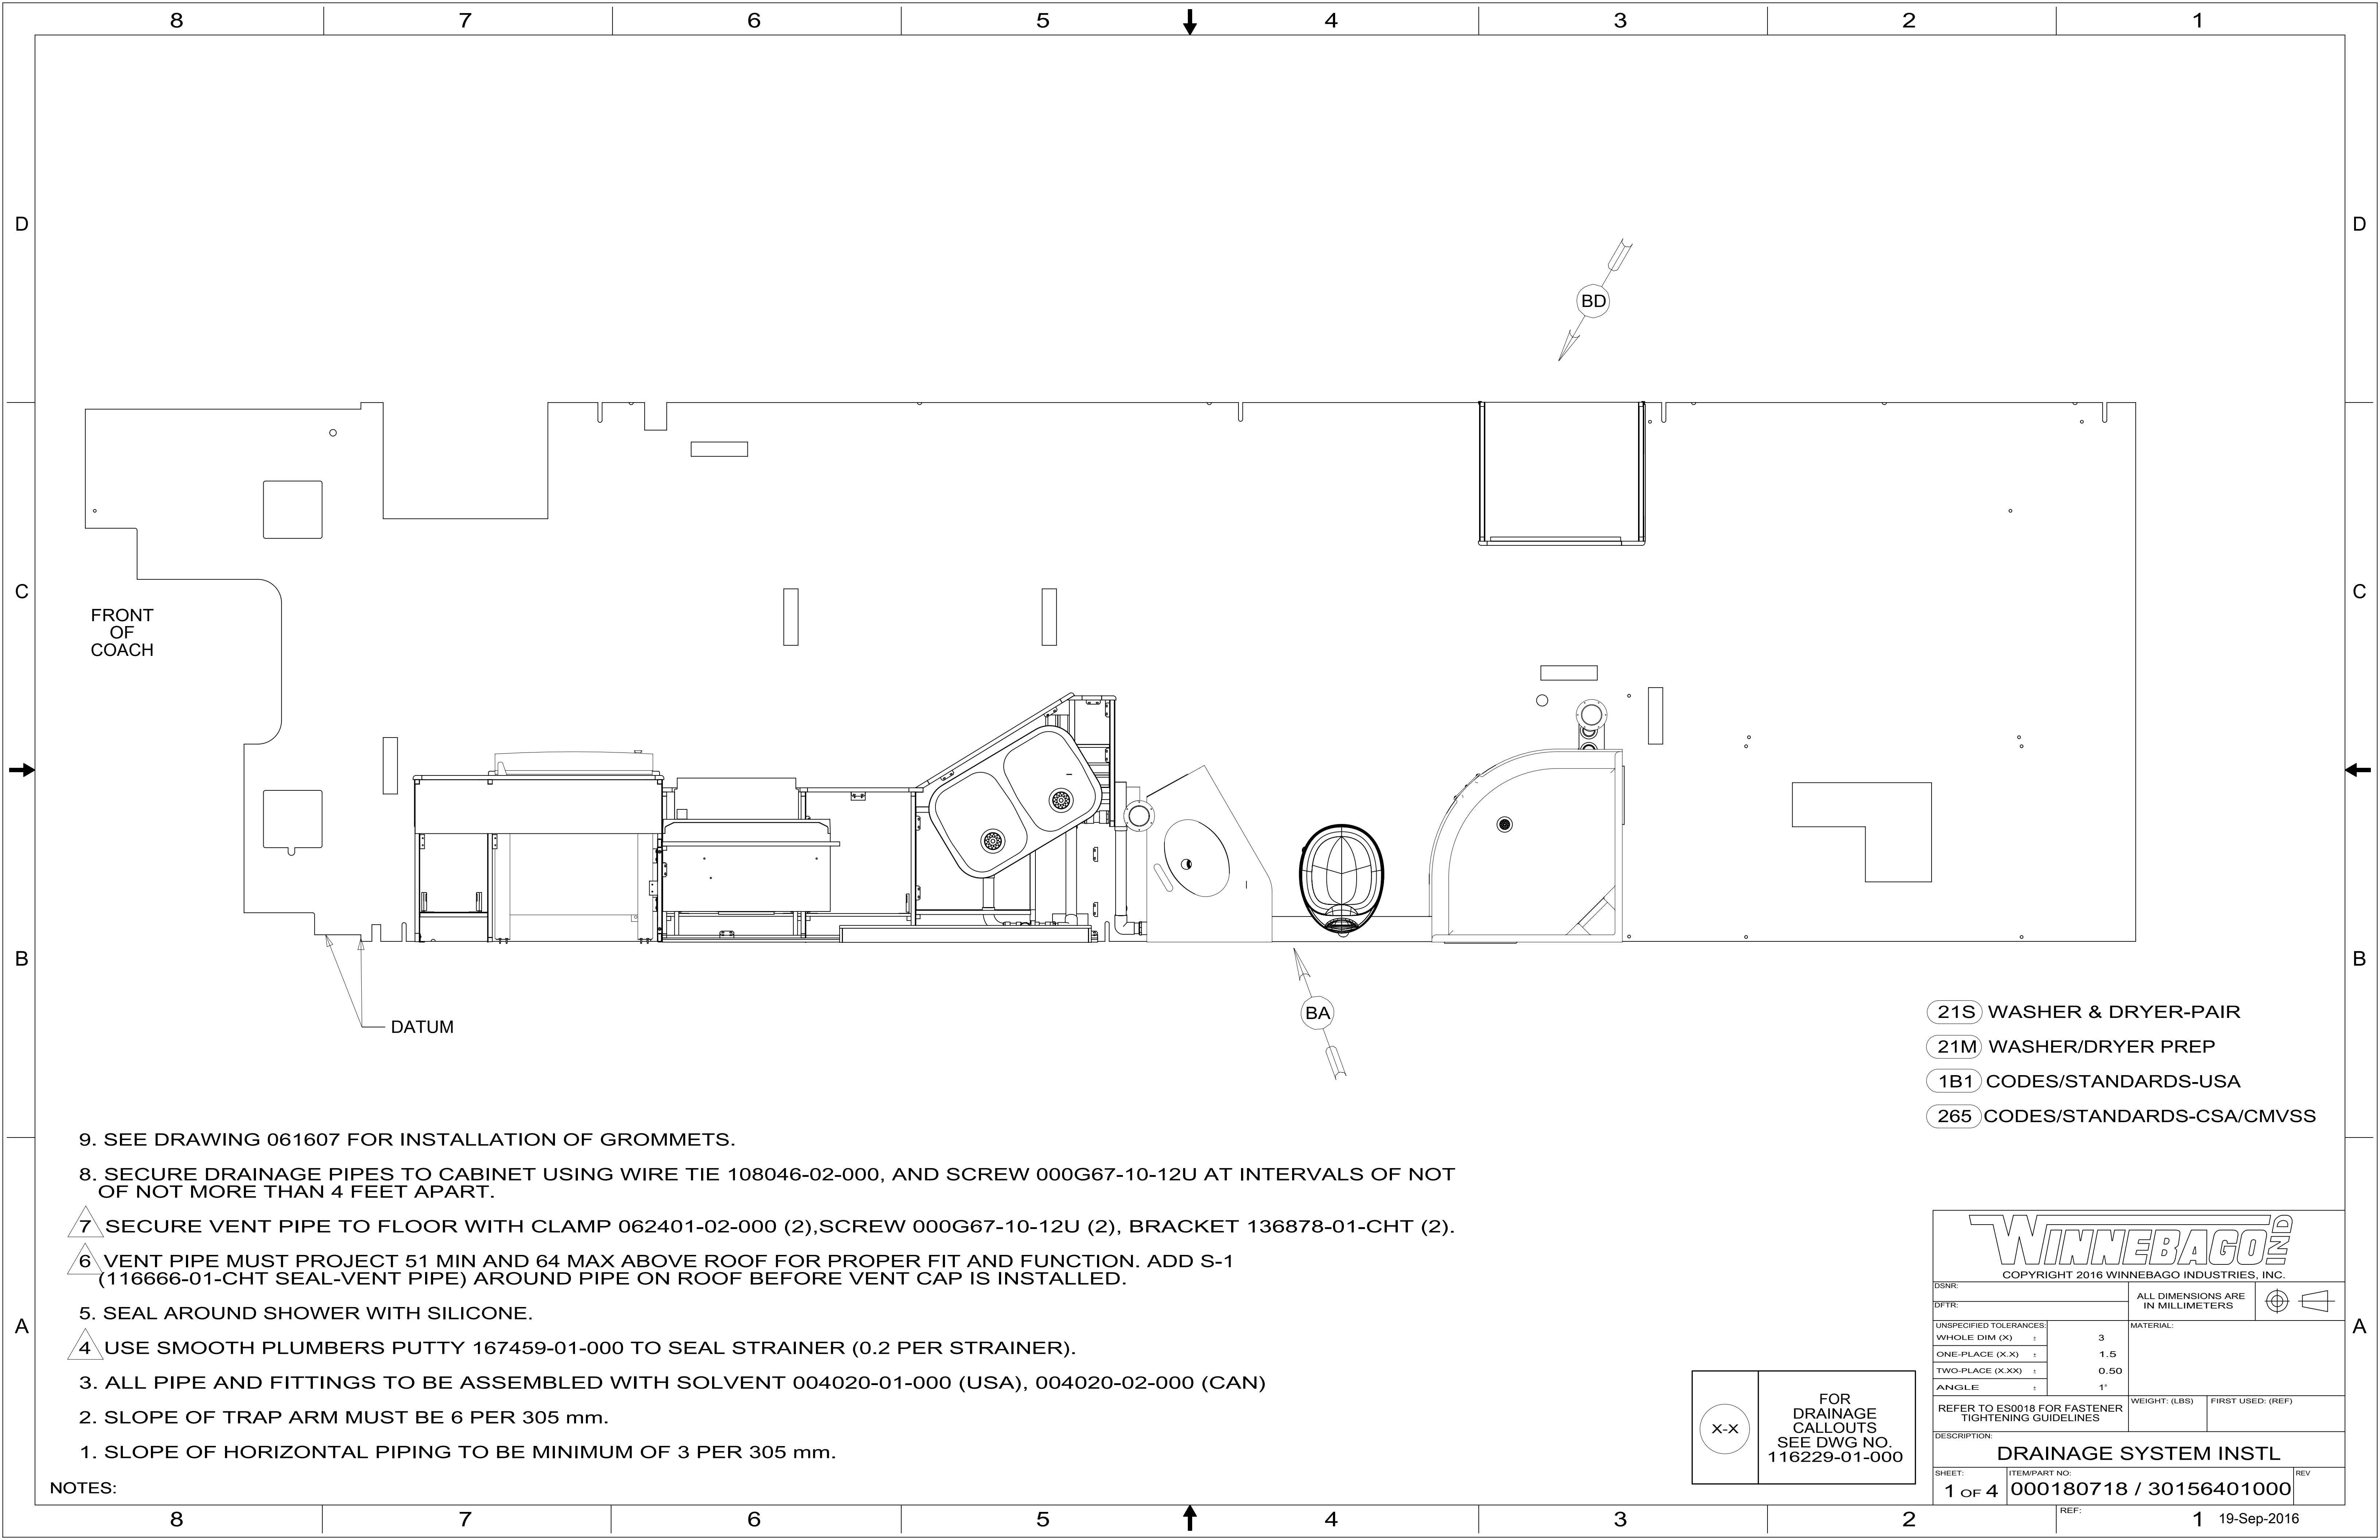 8 7 6 5 4 3 2 1
D D
BD
C C
FRONT
OF
COACH
B B
DATUM
BA
21S WASHER & DRYER-PAIR
21M WASHER/DRYER PREP
1B1 CODES/STANDARDS-USA
265 CODES/STANDARDS-CSA/CMVSS
9. SEE DRAWING 061607 FOR INSTALLATION OF GROMMETS.
8. SECURE DRAINAGE PIPES TO CABINET USING WIRE TIE 108046-02-000, AND SCREW 000G67-10-12U AT INTERVALS OF NOT
OF NOT MORE THAN 4 FEET APART.
7 SECURE VENT PIPE TO FLOOR WITH CLAMP 062401-02-000 (2),SCREW 000G67-10-12U (2), BRACKET 136878-01-CHT (2).
6 VENT PIPE MUST PROJECT 51 MIN AND 64 MAX ABOVE ROOF FOR PROPER FIT AND FUNCTION. ADD S-1
(116666-01-CHT SEAL-VENT PIPE) AROUND PIPE ON ROOF BEFORE VENT CAP IS INSTALLED.
5. SEAL AROUND SHOWER WITH SILICONE.
4 USE SMOOTH PLUMBERS PUTTY 167459-01-000 TO SEAL STRAINER (0.2 PER STRAINER).
3. ALL PIPE AND FITTINGS TO BE ASSEMBLED WITH SOLVENT 004020-01-000 (USA), 004020-02-000 (CAN)
2. SLOPE OF TRAP ARM MUST BE 6 PER 305 mm.
1. SLOPE OF HORIZONTAL PIPING TO BE MINIMUM OF 3 PER 305 mm.
NOTES:
A A
X-X
FOR
DRAINAGE
CALLOUTS
SEE DWG NO.
116229-01-000
WINNEBAGO IND
COPYRIGHT 2016 WINNEBAGO INDUSTRIES, INC.
DSNR:
DFTR:
ALL DIMENSIONS ARE
IN MILLIMETERS
UNSPECIFIED TOLERANCES:
WHOLE DIM (X) ± 3
ONE-PLACE (X.X) ± 1.5
TWO-PLACE (X.XX) ± 0.50
ANGLE ± 1°
MATERIAL:
REFER TO ES0018 FOR FASTENER
TIGHTENING GUIDELINES
WEIGHT: (LBS)
FIRST USED: (REF)
DESCRIPTION:
DRAINAGE SYSTEM INSTL
SHEET:
1 OF 4
ITEM/PART NO:
000180718 / 30156401000
REV
8 7 6 5 4 3 2 1
REF:
19-Sep-2016